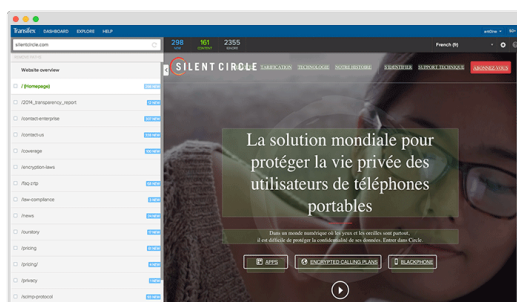 Transifex DASHBOARD EXPLORE HELP
silentcircle.com
298 161 2355
CONTENT
French (fr)
Website overview
/ (Homepage)
/2014_transparency_report
/contact-enterprise
/contact-us
/coverage
/encryption-laws
/faq-zrtp
/law-compliance
/news
/ourstory
/pricing
/pricing/
/privacy
/scimp-protocol
SILENT CIRCLE TARIFICATION TECHNOLOGIE NOTRE HISTOIRE S'IDENTIFIER SUPPORT TECHNIQUE ABONNEZ-VOUS
La solution mondiale pour
protéger la vie privée des
utilisateurs de téléphones
portables
Dans un monde numérique où les yeux et les oreilles sont partout,
il est difficile de protéger la confidentialité de ses données. Entrez dans Circle.
APPS ENCRYPTED CALLING PLANS BLACKPHONE